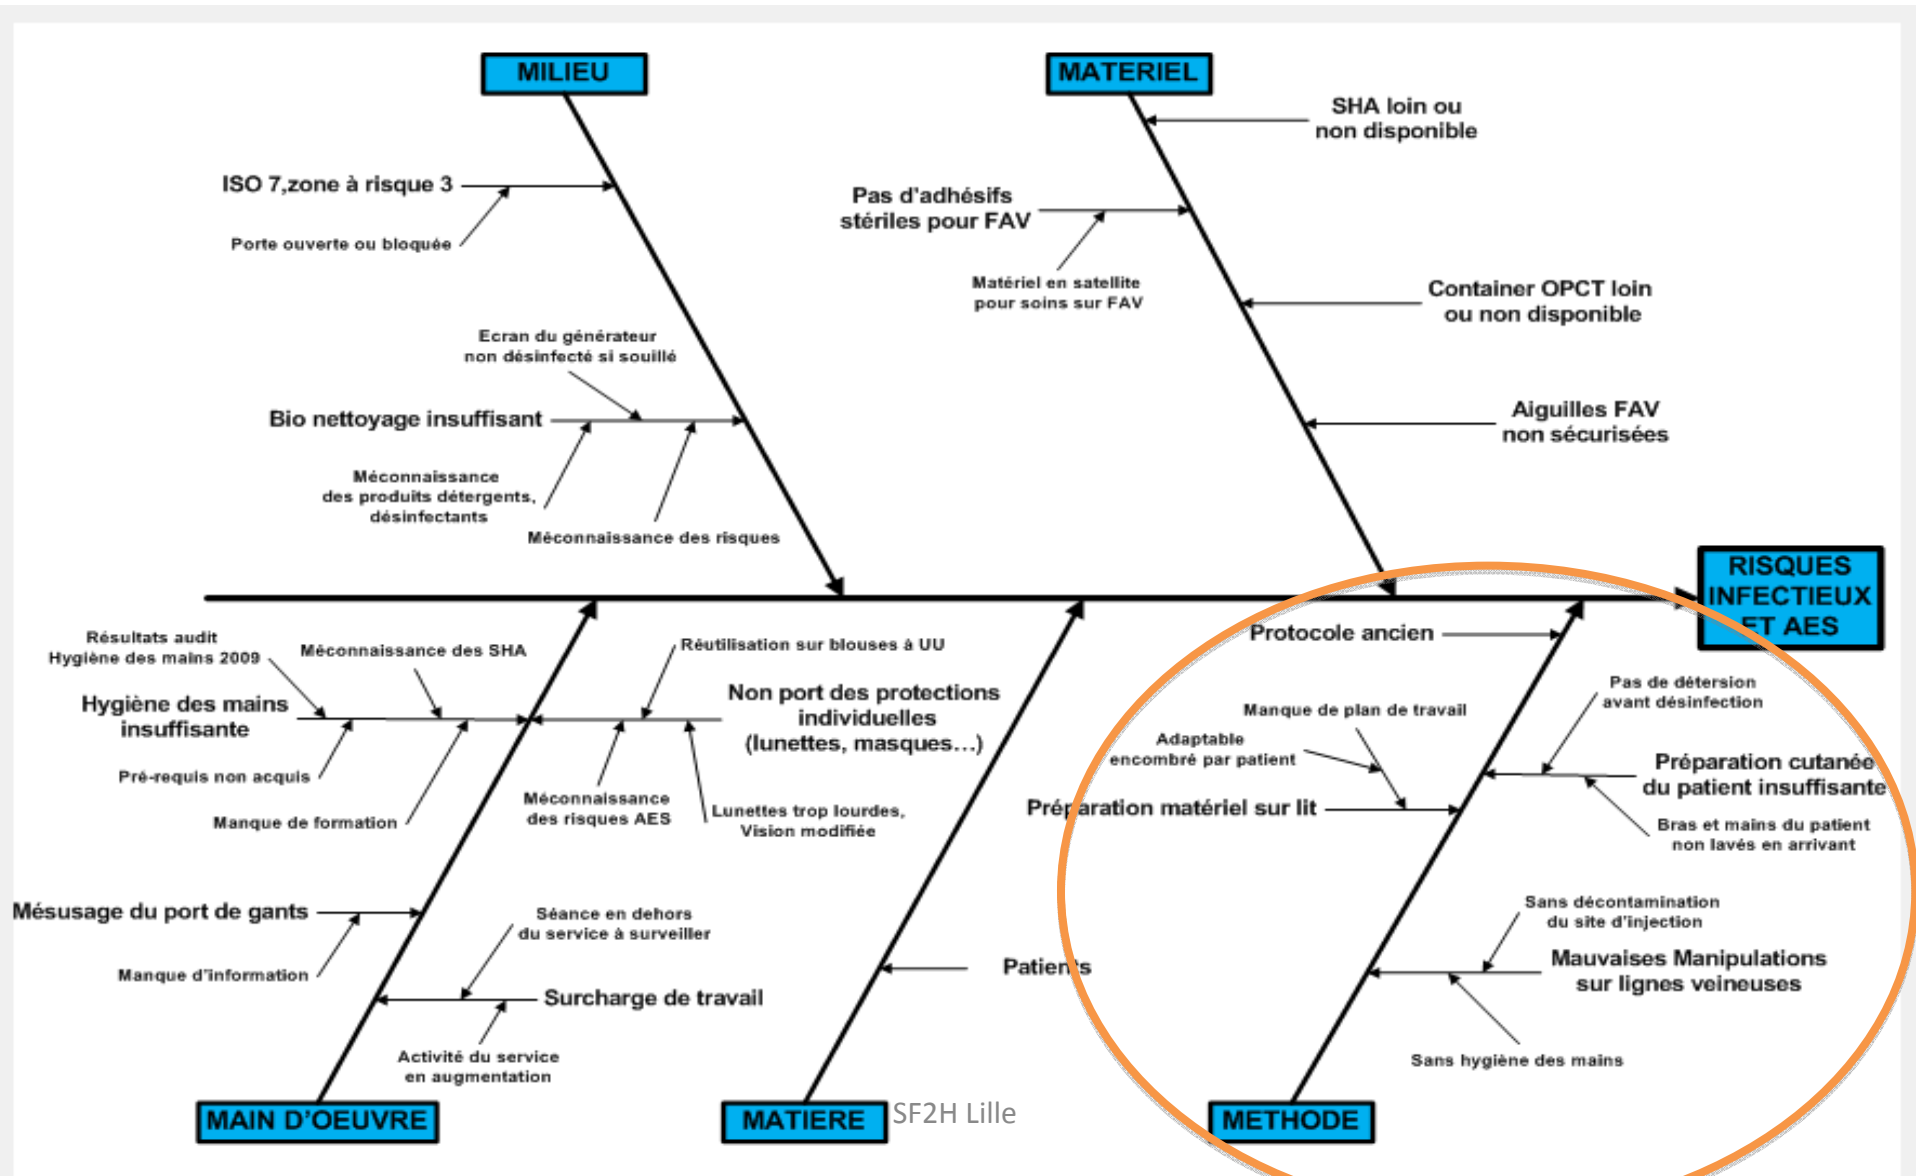 MILIEU
MATERIEL
SHA loin ou
non disponible
ISO 7,zone à risque 3
Pas d'adhésifs
stériles pour FAV
Porte ouverte ou bloquée
Matériel en satellite
pour soins sur FAV
Container OPCT loin
ou non disponible
Ecran du générateur
non désinfecté si souillé
Bio nettoyage insuffisant
Aiguilles FAV
non sécurisées
Méconnaissance
des produits détergents,
désinfectants
Méconnaissance des risques
RISQUES
INFECTIEUX
ET AES
Résultats audit
Hygiène des mains 2009
Méconnaissance des SHA
Réutilisation sur blouses à UU
Protocole ancien
Hygiène des mains
insuffisante
Non port des protections
individuelles
(lunettes, masques...)
Pas de détersion
avant désinfection
Manque de plan de travail
Adaptable
encombré par patient
Préparation cutanée
du patient insuffisante
Pré-requis non acquis
Méconnaissance
des risques AES
Lunettes trop lourdes,
Vision modifiée
Préparation matériel sur lit
Manque de formation
Bras et mains du patient
non lavés en arrivant
Mésusage du port de gants
Séance en dehors
du service à surveiller
Sans décontamination
du site d'injection
Manque d'information
Patients
Mauvaises Manipulations
sur lignes veineuses
Surcharge de travail
Activité du service
en augmentation
Sans hygiène des mains
MAIN D'OEUVRE
MATIERE
SF2H Lille
METHODE